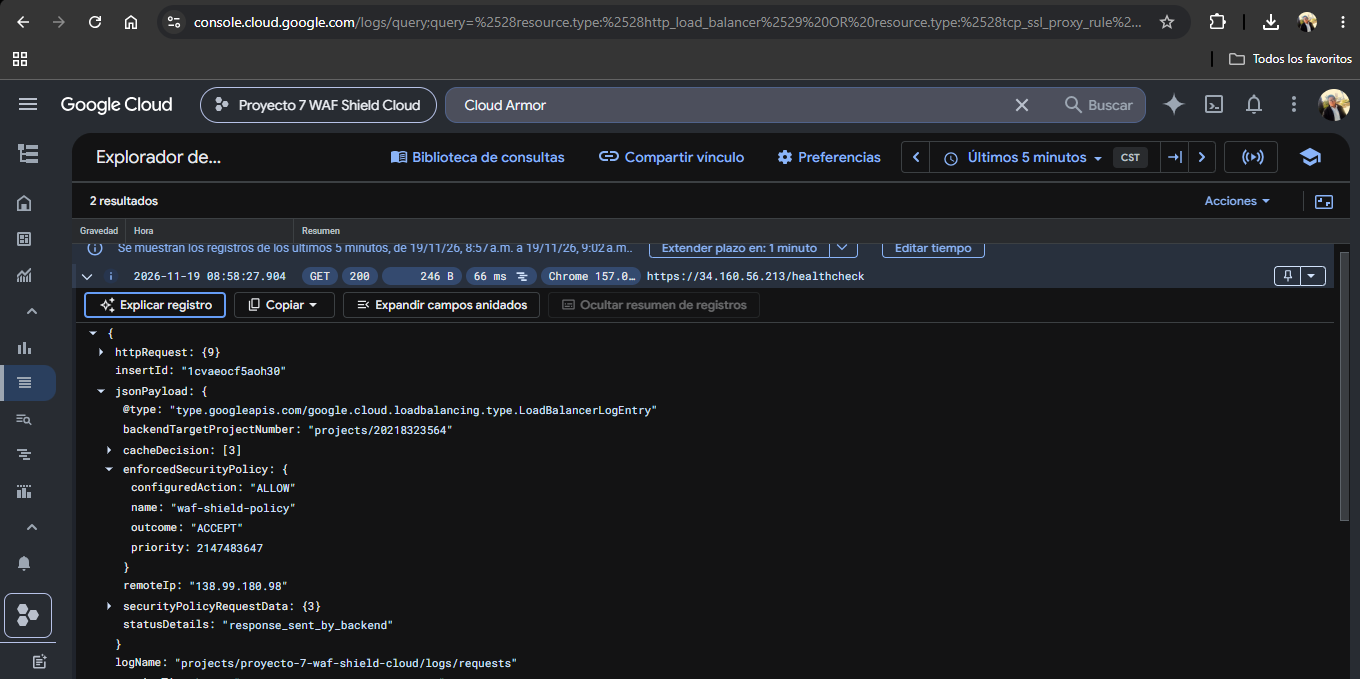 console.cloud.google.com/logs/query;query=%2528resource.type:%2528http_load_balancer%2529%20OR%20resource.type:%2528tcp_ssl_proxy_rule%2...
Todos los favoritos
Google Cloud
Proyecto 7 WAF Shield Cloud
Cloud Armor
Buscar
Explorador de...
Biblioteca de consultas
Compartir vínculo
Preferencias
Últimos 5 minutos
CST
2 resultados
Acciones
Gravedad
Hora
Resumen
Se muestran los registros de los últimos 5 minutos, de 19/11/26, 8:57 a.m. a 19/11/26, 9:02 a.m..
Extender plazo en: 1 minuto
Editar tiempo
2026-11-19 08:58:27.904 GET 200 246 B 66 ms Chrome 157.0… https://34.160.56.213/healthcheck
Explicar registro
Copiar
Expandir campos anidados
Ocultar resumen de registros
{
httpRequest: {9}
insertId: "1cvaeocf5aoh30"
jsonPayload: {
@type: "type.googleapis.com/google.cloud.loadbalancing.type.LoadBalancerLogEntry"
backendTargetProjectNumber: "projects/20218323564"
cacheDecision: [3]
enforcedSecurityPolicy: {
configuredAction: "ALLOW"
name: "waf-shield-policy"
outcome: "ACCEPT"
priority: 2147483647
}
remoteIp: "138.99.180.98"
securityPolicyRequestData: {3}
statusDetails: "response_sent_by_backend"
}
logName: "projects/proyecto-7-waf-shield-cloud/logs/requests"